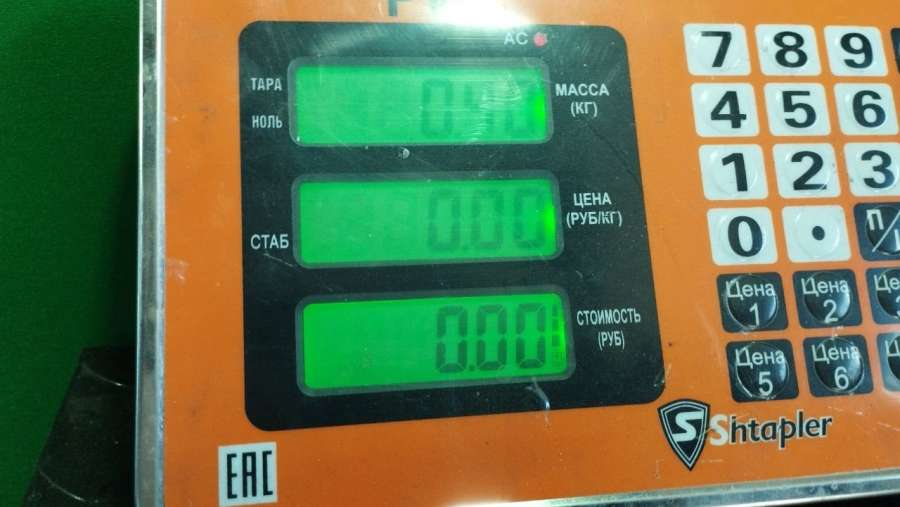 AC
ТАРА
МАССА
(КГ)
НОЛЬ
0.00
ЦЕНА
(РУБ/КГ)
СТАБ
0.00
СТОИМОСТЬ
(РУБ)
7 8 9
4 5 6
1 2 3
0 •
Цена 1
Цена 2
Цена 5
Цена 6
S Shtapler
EAC